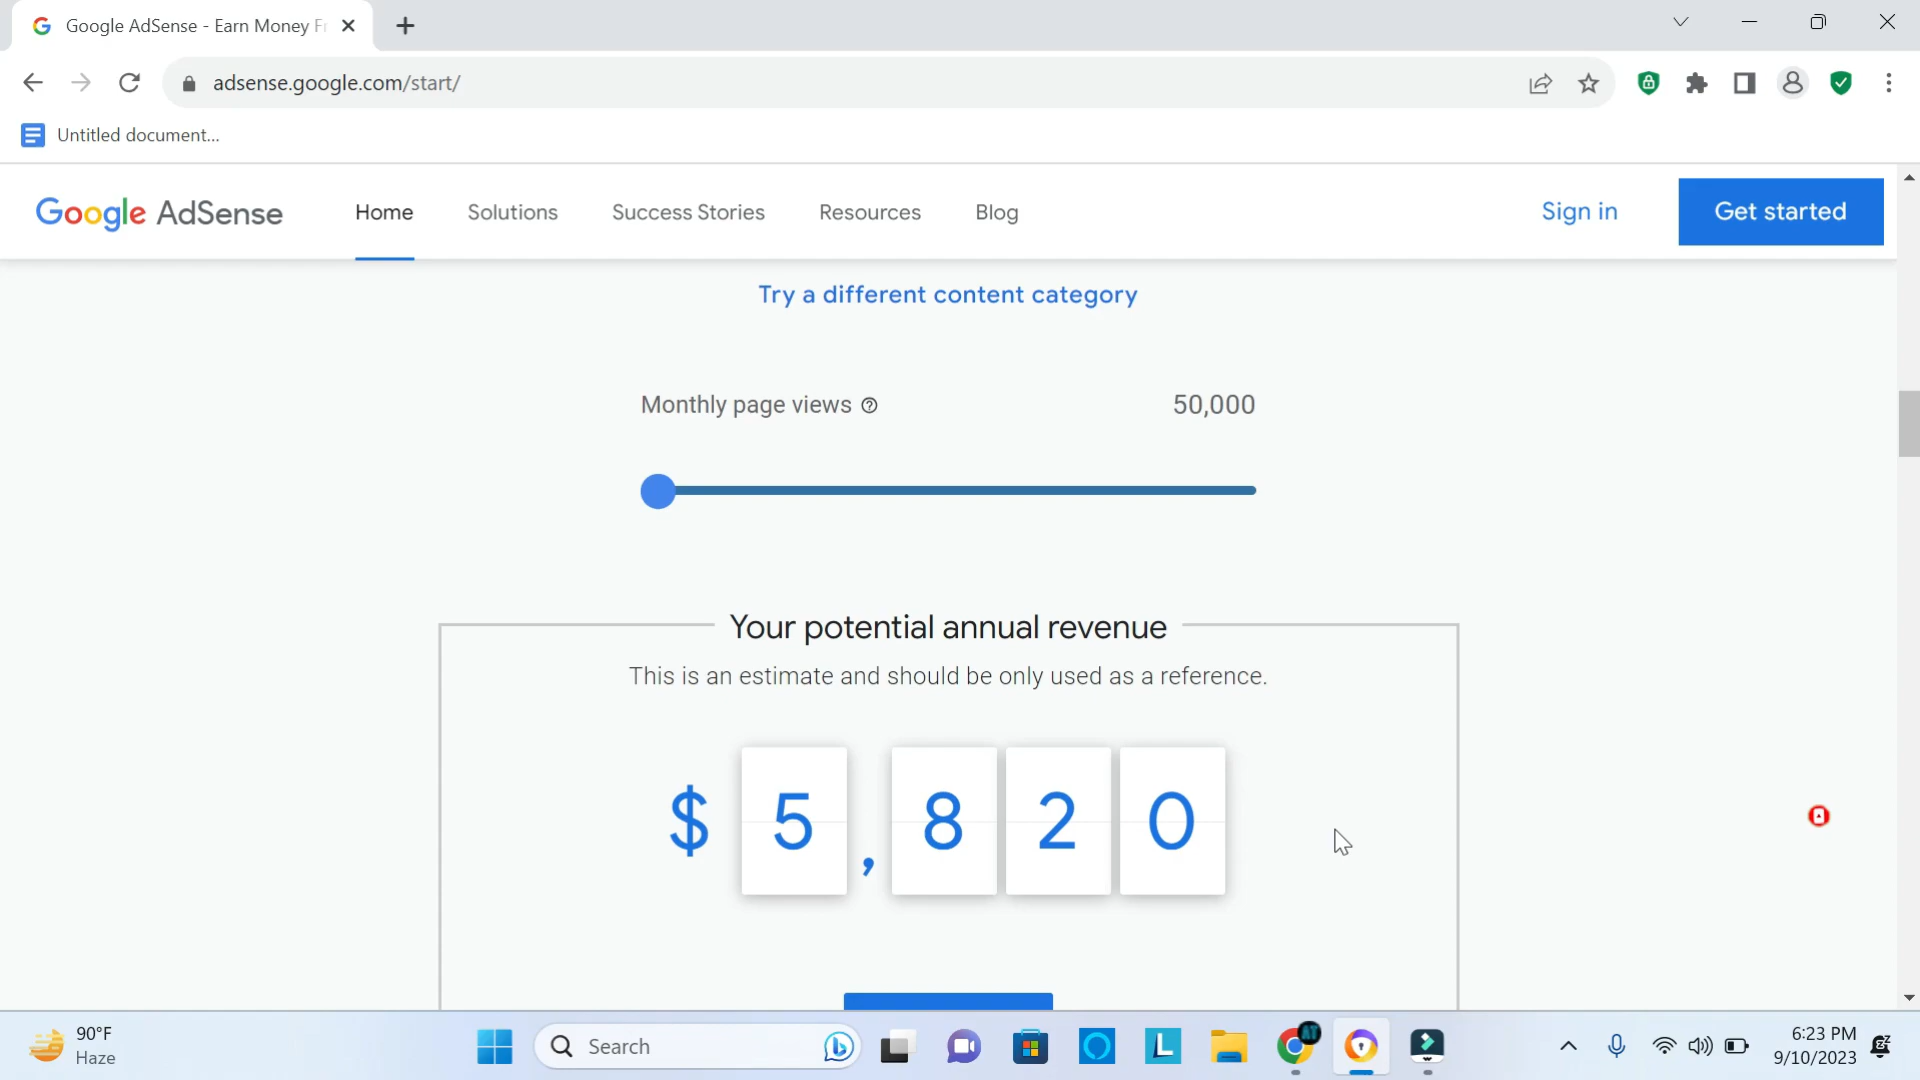 Google AdSense - Earn Money Fr
adsense.google.com/start/
Untitled document...
Google AdSense Home Solutions Success Stories Resources Blog Sign in Get started
Try a different content category
Monthly page views 50,000
Your potential annual revenue
This is an estimate and should be only used as a reference.
$ 5,820
90°F
Haze
Search
AT
L
6:23 PM
9/10/2023